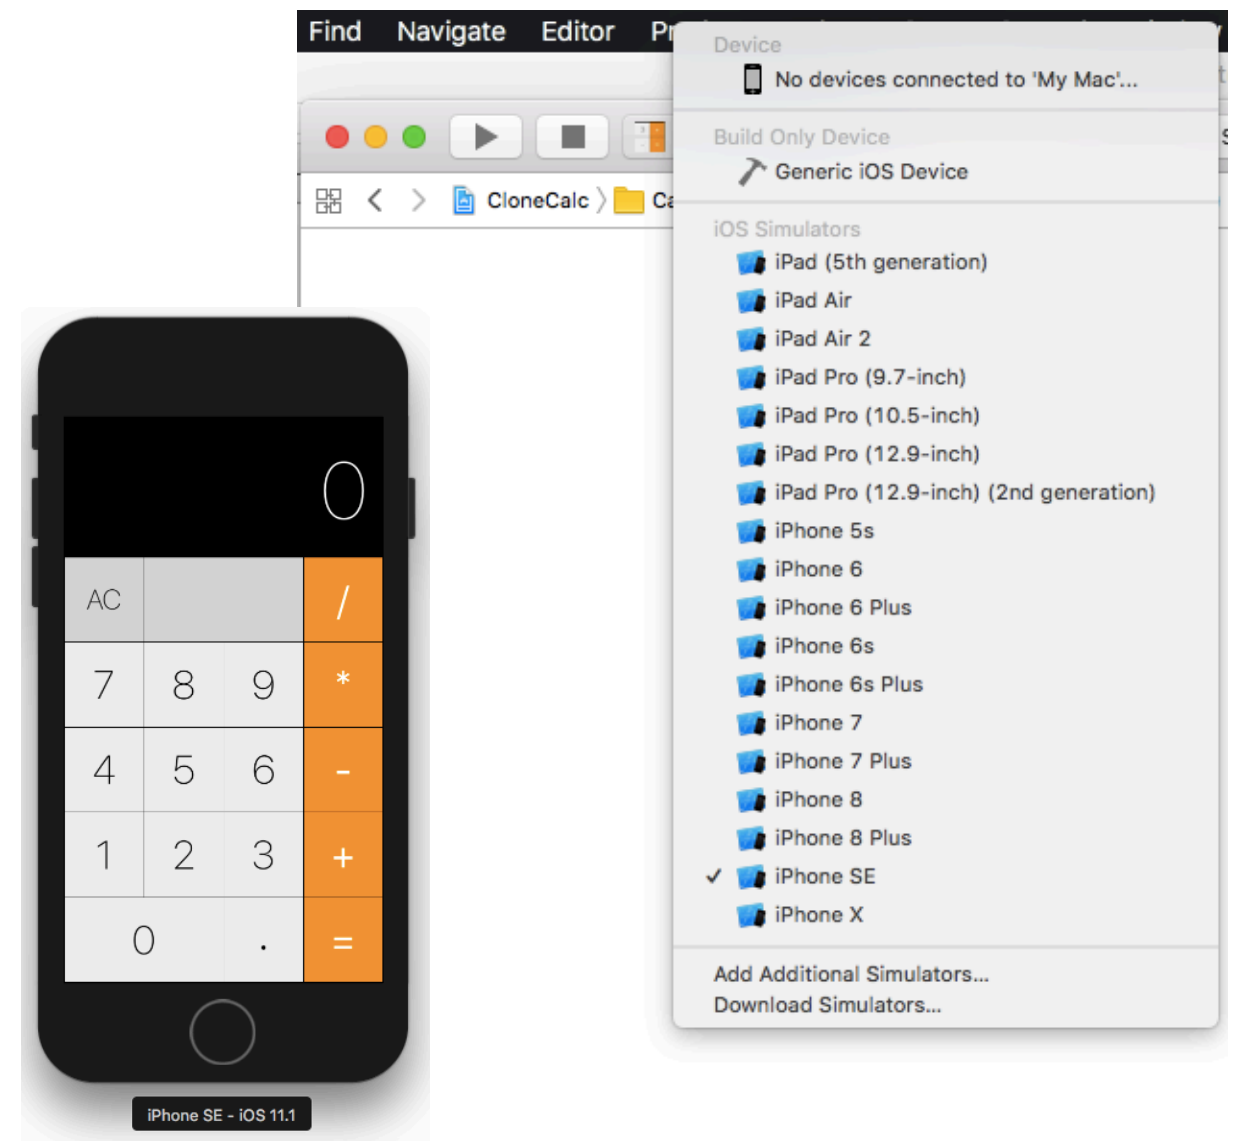 Find Navigate Editor
Device
No devices connected to 'My Mac'...
Build Only Device
Generic iOS Device
CloneCalc
iOS Simulators
iPad (5th generation)
iPad Air
iPad Air 2
iPad Pro (9.7-inch)
iPad Pro (10.5-inch)
iPad Pro (12.9-inch)
iPad Pro (12.9-inch) (2nd generation)
iPhone 5s
iPhone 6
iPhone 6 Plus
iPhone 6s
iPhone 6s Plus
iPhone 7
iPhone 7 Plus
iPhone 8
iPhone 8 Plus
✓ iPhone SE
iPhone X
Add Additional Simulators...
Download Simulators...
0
AC /
7 8 9 *
4 5 6 -
1 2 3 +
0 . =
iPhone SE - iOS 11.1